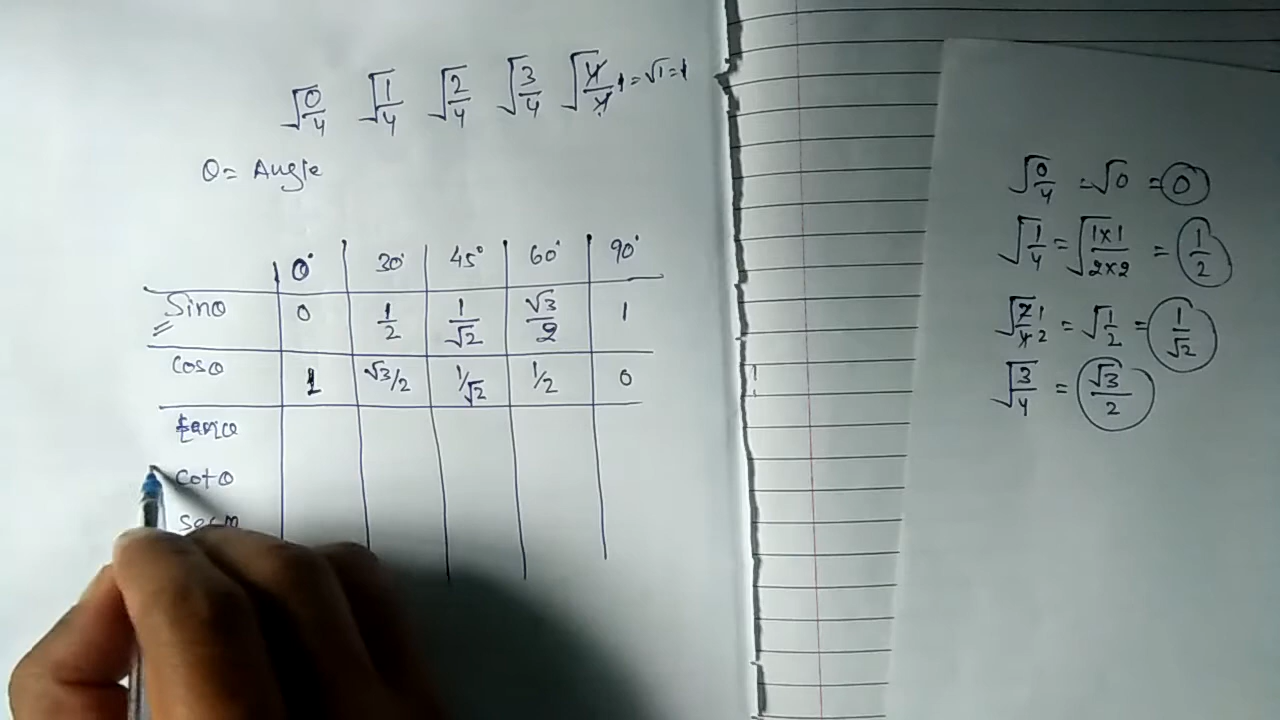 √0/4 √1/4 √2/4 √3/4 √4/4 1 = √1 = 1
θ = Angle
0° 30° 45° 60° 90°
Sinθ 0 1/2 1/√2 √3/2 1
Cosθ 1 √3/2 1/√2 1/2 0
Cotθ
√0/4 = √0 = 0
√1/4 = √1×1/2×2 = 1/2
√2/4 1/2 = √1/2 = 1/√2
√3/4 = √3/2